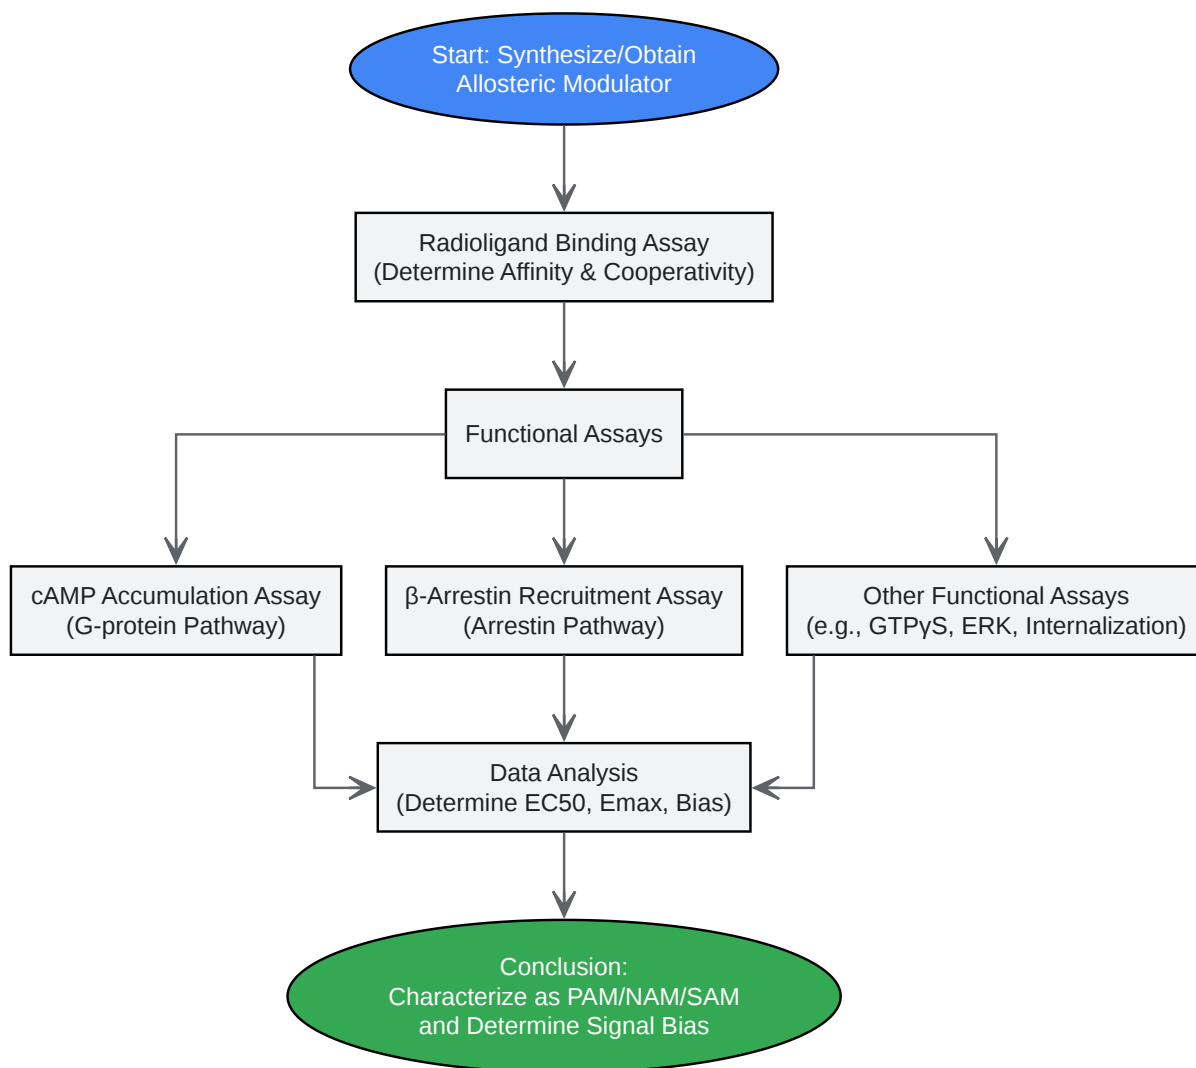 Start: Synthesize/Obtain
Allosteric Modulator
Radioligand Binding Assay
(Determine Affinity & Cooperativity)
Functional Assays
cAMP Accumulation Assay
(G-protein Pathway)
β-Arrestin Recruitment Assay
(Arrestin Pathway)
Other Functional Assays
(e.g., GTPγS, ERK, Internalization)
Data Analysis
(Determine EC50, Emax, Bias)
Conclusion:
Characterize as PAM/NAM/SAM
and Determine Signal Bias